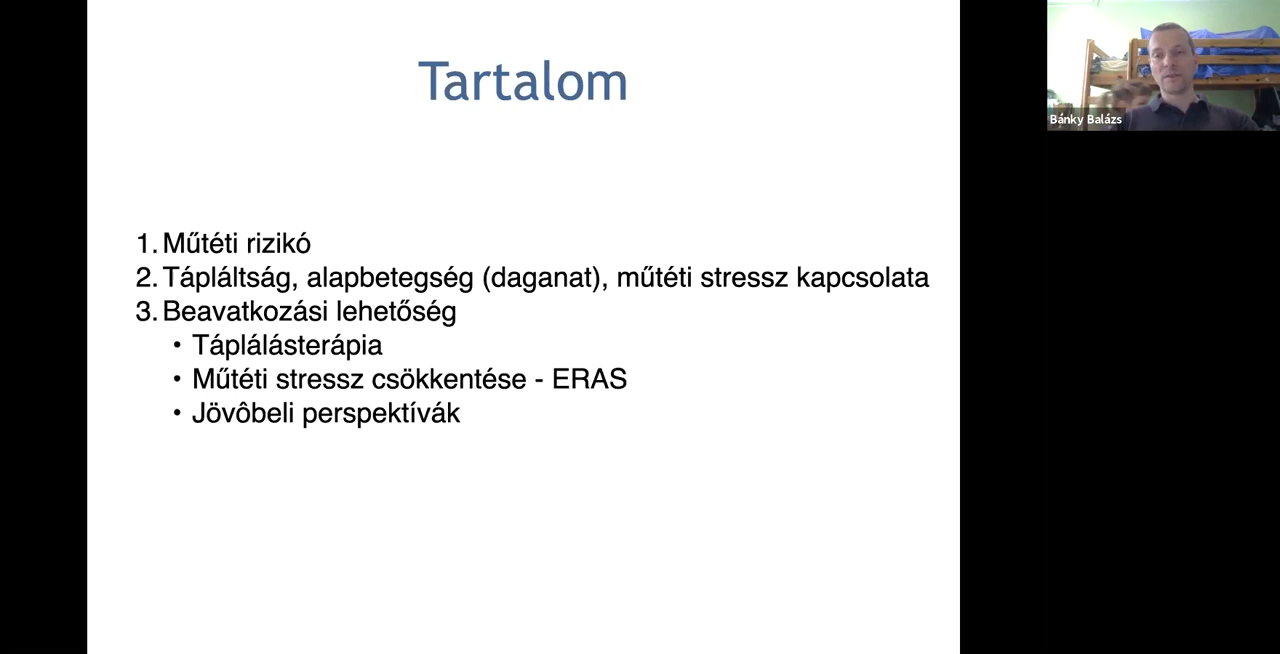 Tartalom
1. Műtéti rizikó
2. Tápláltság, alapbetegség (daganat), műtéti stressz kapcsolata
3. Beavatkozási lehetőség
• Táplálásterápia
• Műtéti stressz csökkentése - ERAS
• Jövôbeli perspektívák
Bánky Balázs